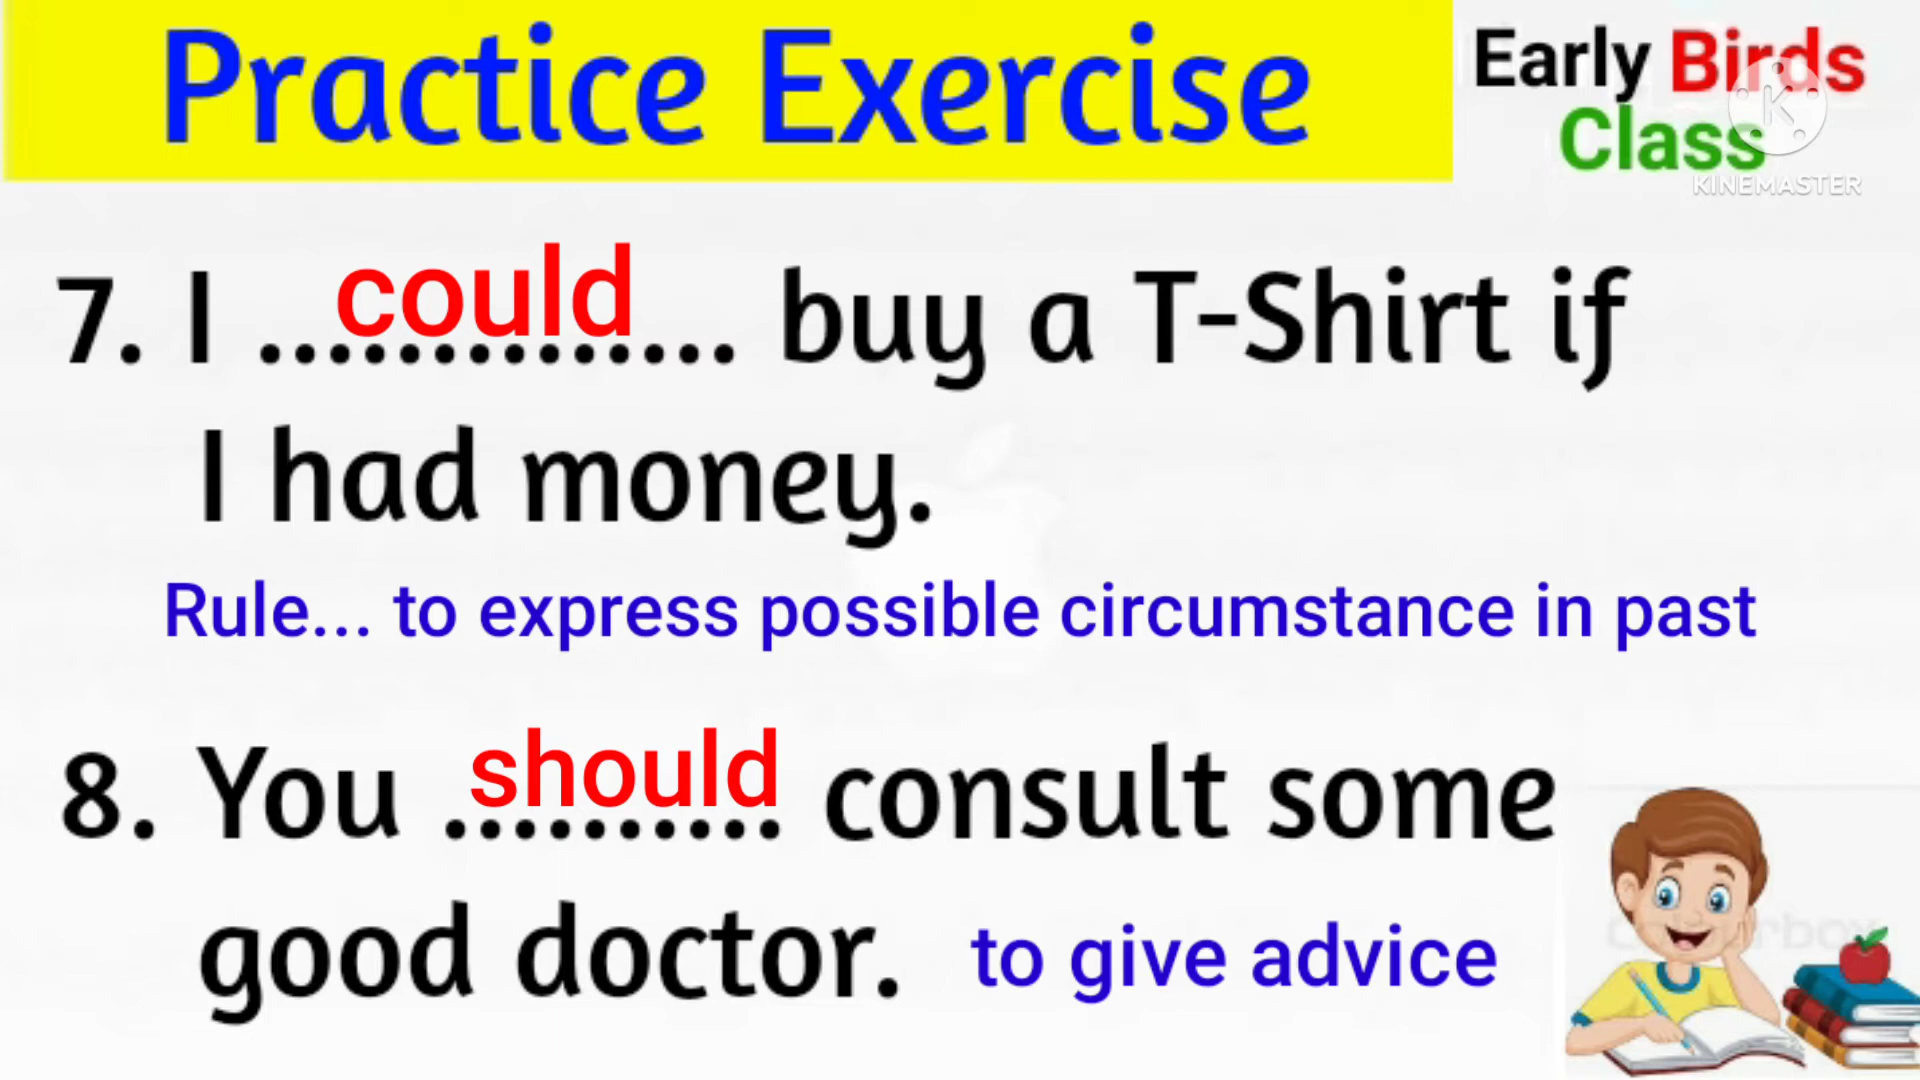 Practice Exercise
Early Birds
Class
KINEMASTER
7. I .............. buy a T-Shirt if
could
I had money.
Rule... to express possible circumstance in past
8. You .......... consult some
should
good doctor. to give advice